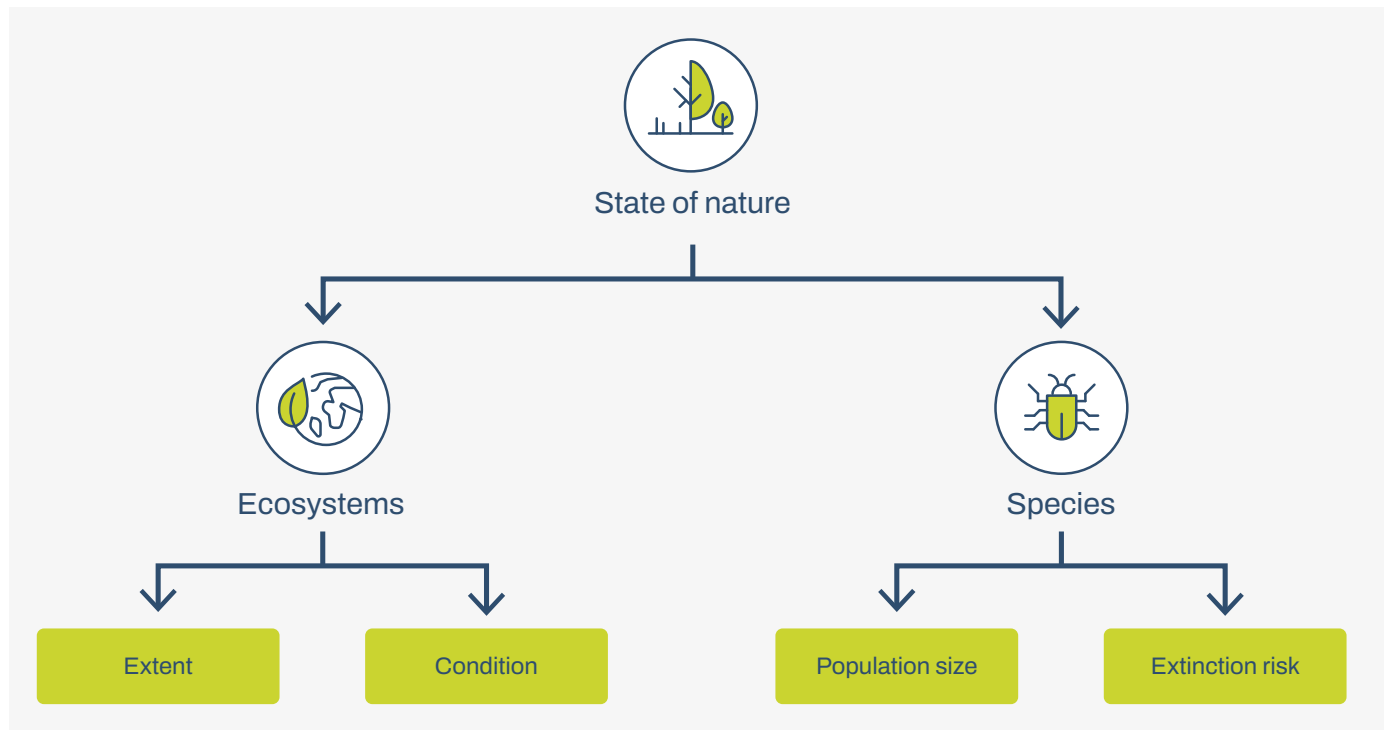 State of nature
Ecosystems
Species
Extent
Condition
Population size
Extinction risk